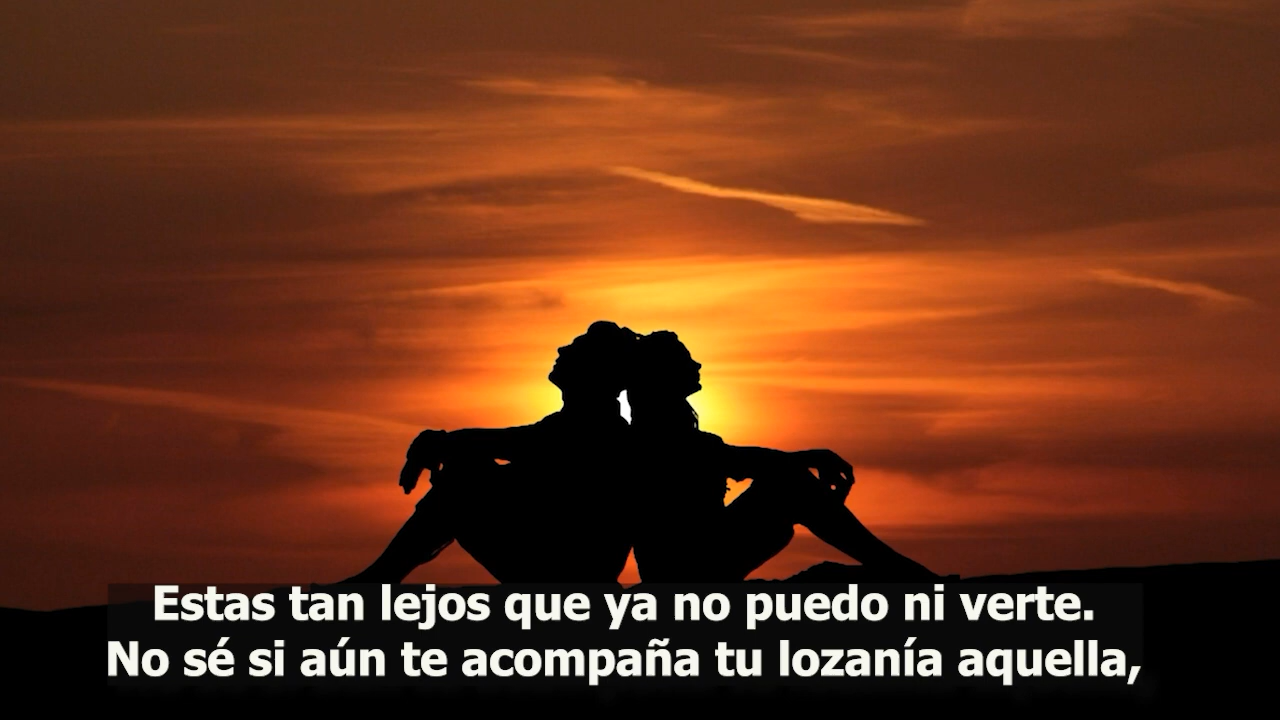 Estas tan lejos que ya no puedo ni verte.
No sé si aún te acompaña tu lozanía aquella,